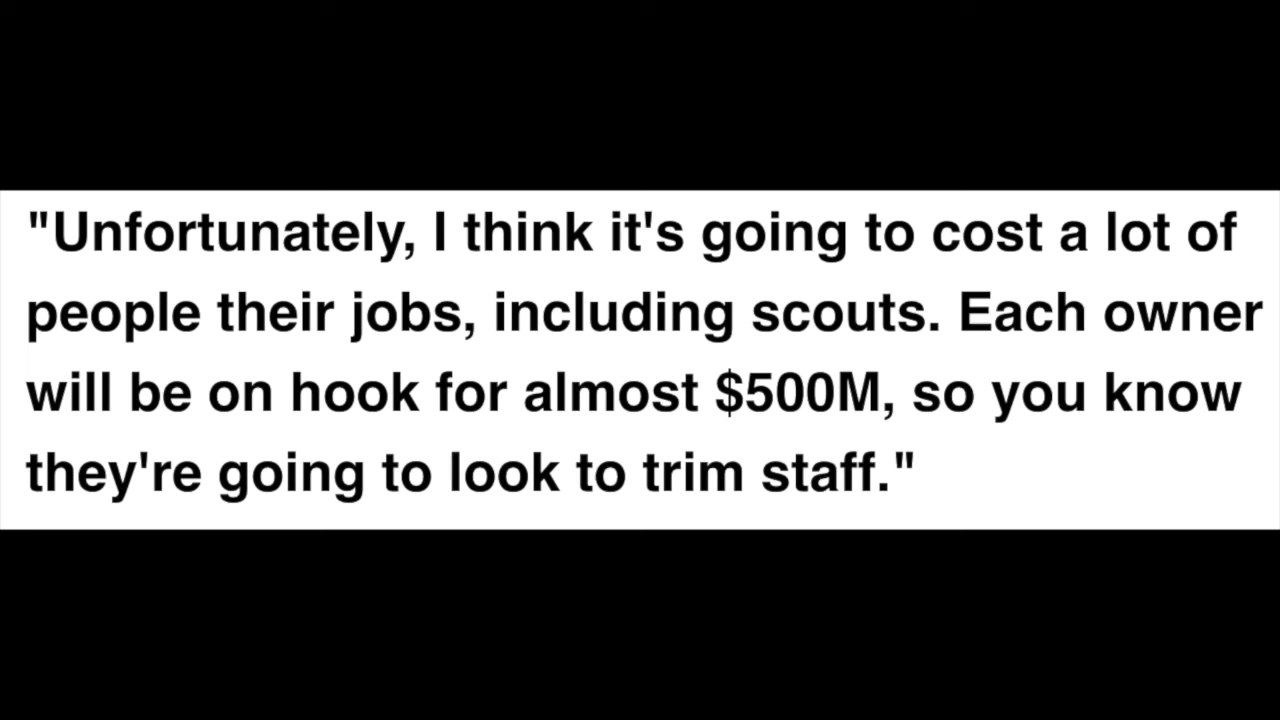 "Unfortunately, I think it's going to cost a lot of
people their jobs, including scouts. Each owner
will be on hook for almost $500M, so you know
they're going to look to trim staff."